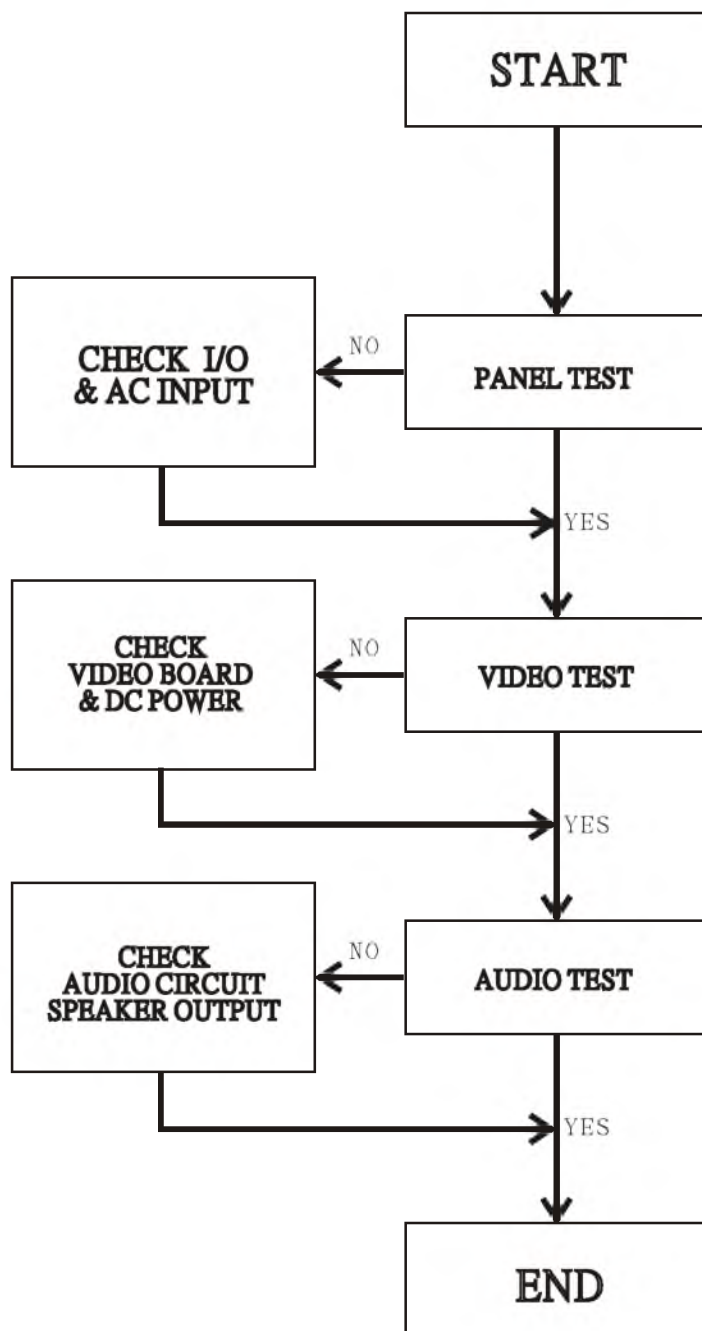 START
CHECK I/O
& AC INPUT
NO
PANEL TEST
YES
CHECK
VIDEO BOARD
& DC POWER
NO
VIDEO TEST
YES
CHECK
AUDIO CIRCUIT
SPEAKER OUTPUT
NO
AUDIO TEST
YES
END